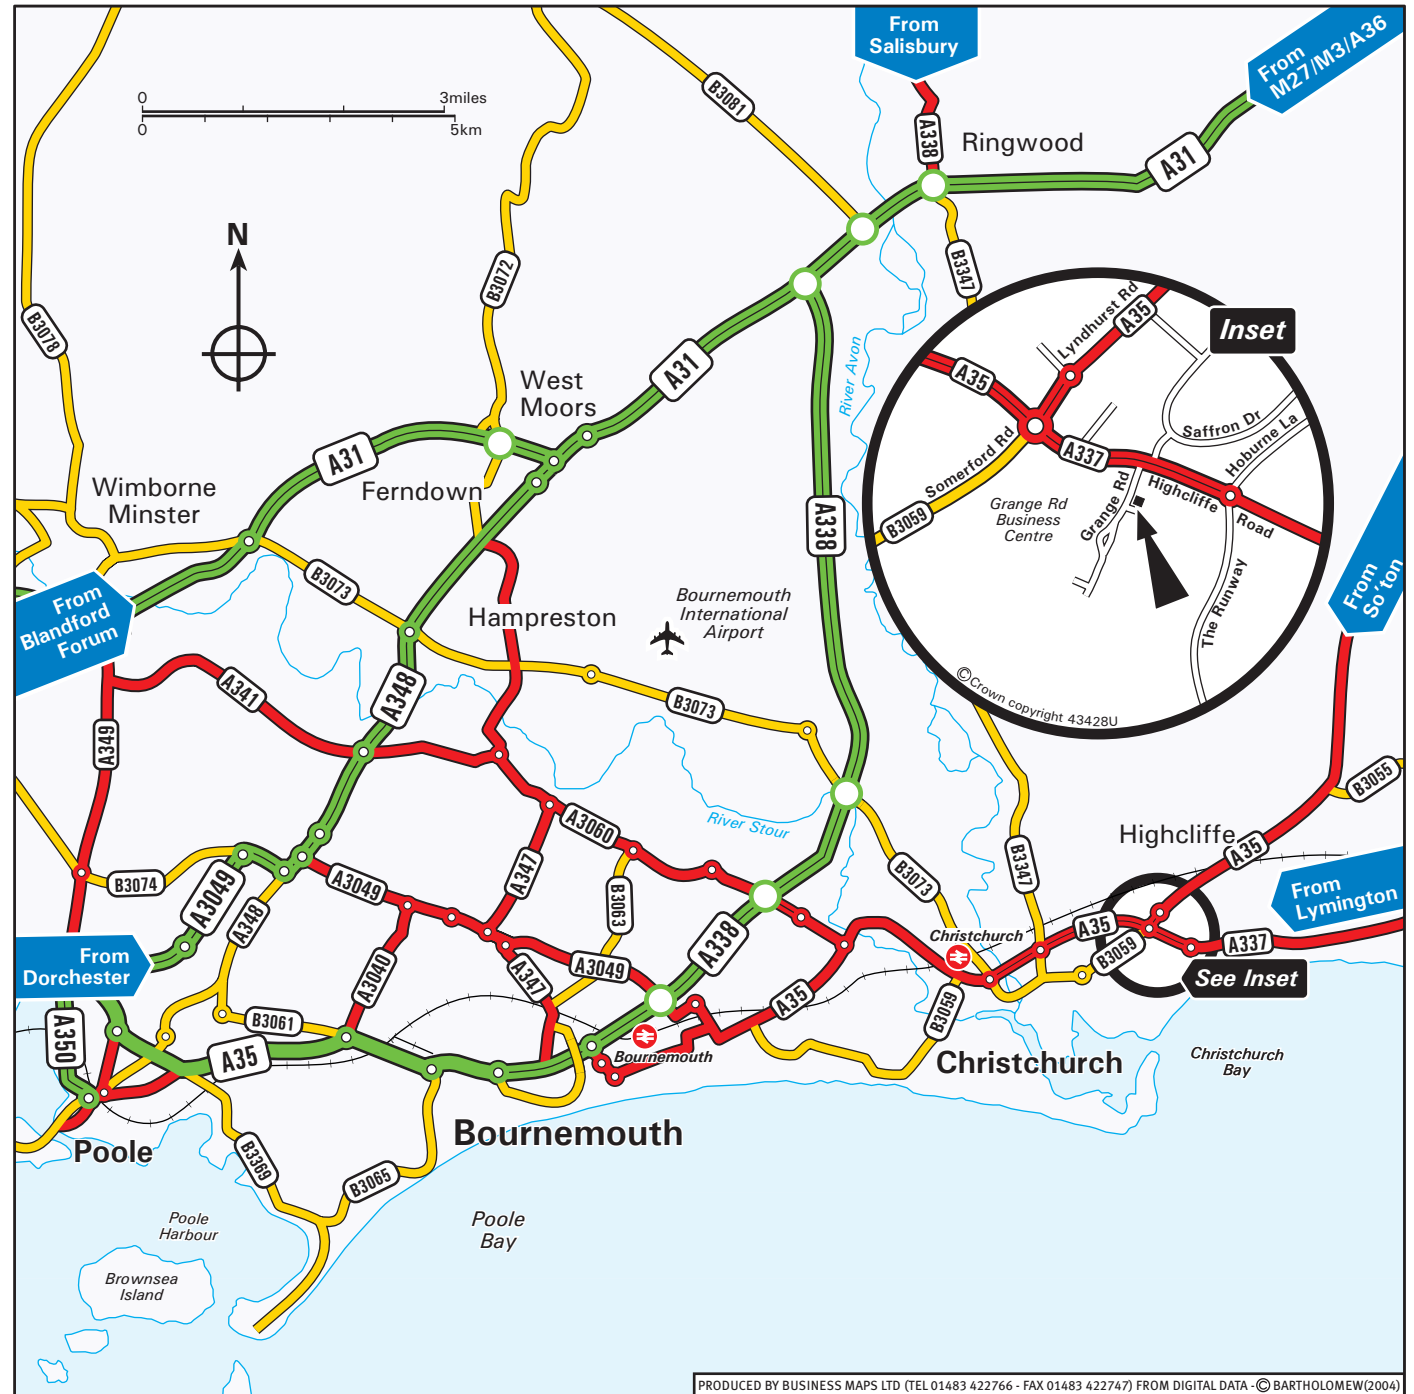 From
Salisbury
From
M27/M3/A36
0
3miles
0
5km
B3081
A338
Ringwood
A31
N
B3072
B3347
B3078
Inset
Lyndhurst Rd
A35
A35
Saffron Dr
Hoburne La
Somerford Rd
A337
Highcliffe
Road
Grange Rd
Grange Rd
Business
Centre
B3059
The Runway
©Crown copyright 43428U
River Avon
A31
West
Moors
A31
Ferndown
Wimborne
Minster
A338
From
So'ton
B3073
From
Blandford
Forum
Hampreston
Bournemouth
International
Airport
A348
A341
B3073
A349
B3055
River Stour
Highcliffe
A35
A3060
A347
B3347
B3073
B3074
A3049
A3049
A348
B3063
From
Lymington
A338
Christchurch
A35
B3059
A337
From
Dorchester
A3040
A347
A3049
See Inset
A35
B3059
B3061
A350
A35
Bournemouth
Christchurch
Christchurch
Bay
Bournemouth
Poole
B3369
B3065
Poole
Harbour
Poole
Bay
Brownsea
Island
PRODUCED BY BUSINESS MAPS LTD (TEL 01483 422766 - FAX 01483 422747) FROM DIGITAL DATA - © BARTHOLOMEW(2004)